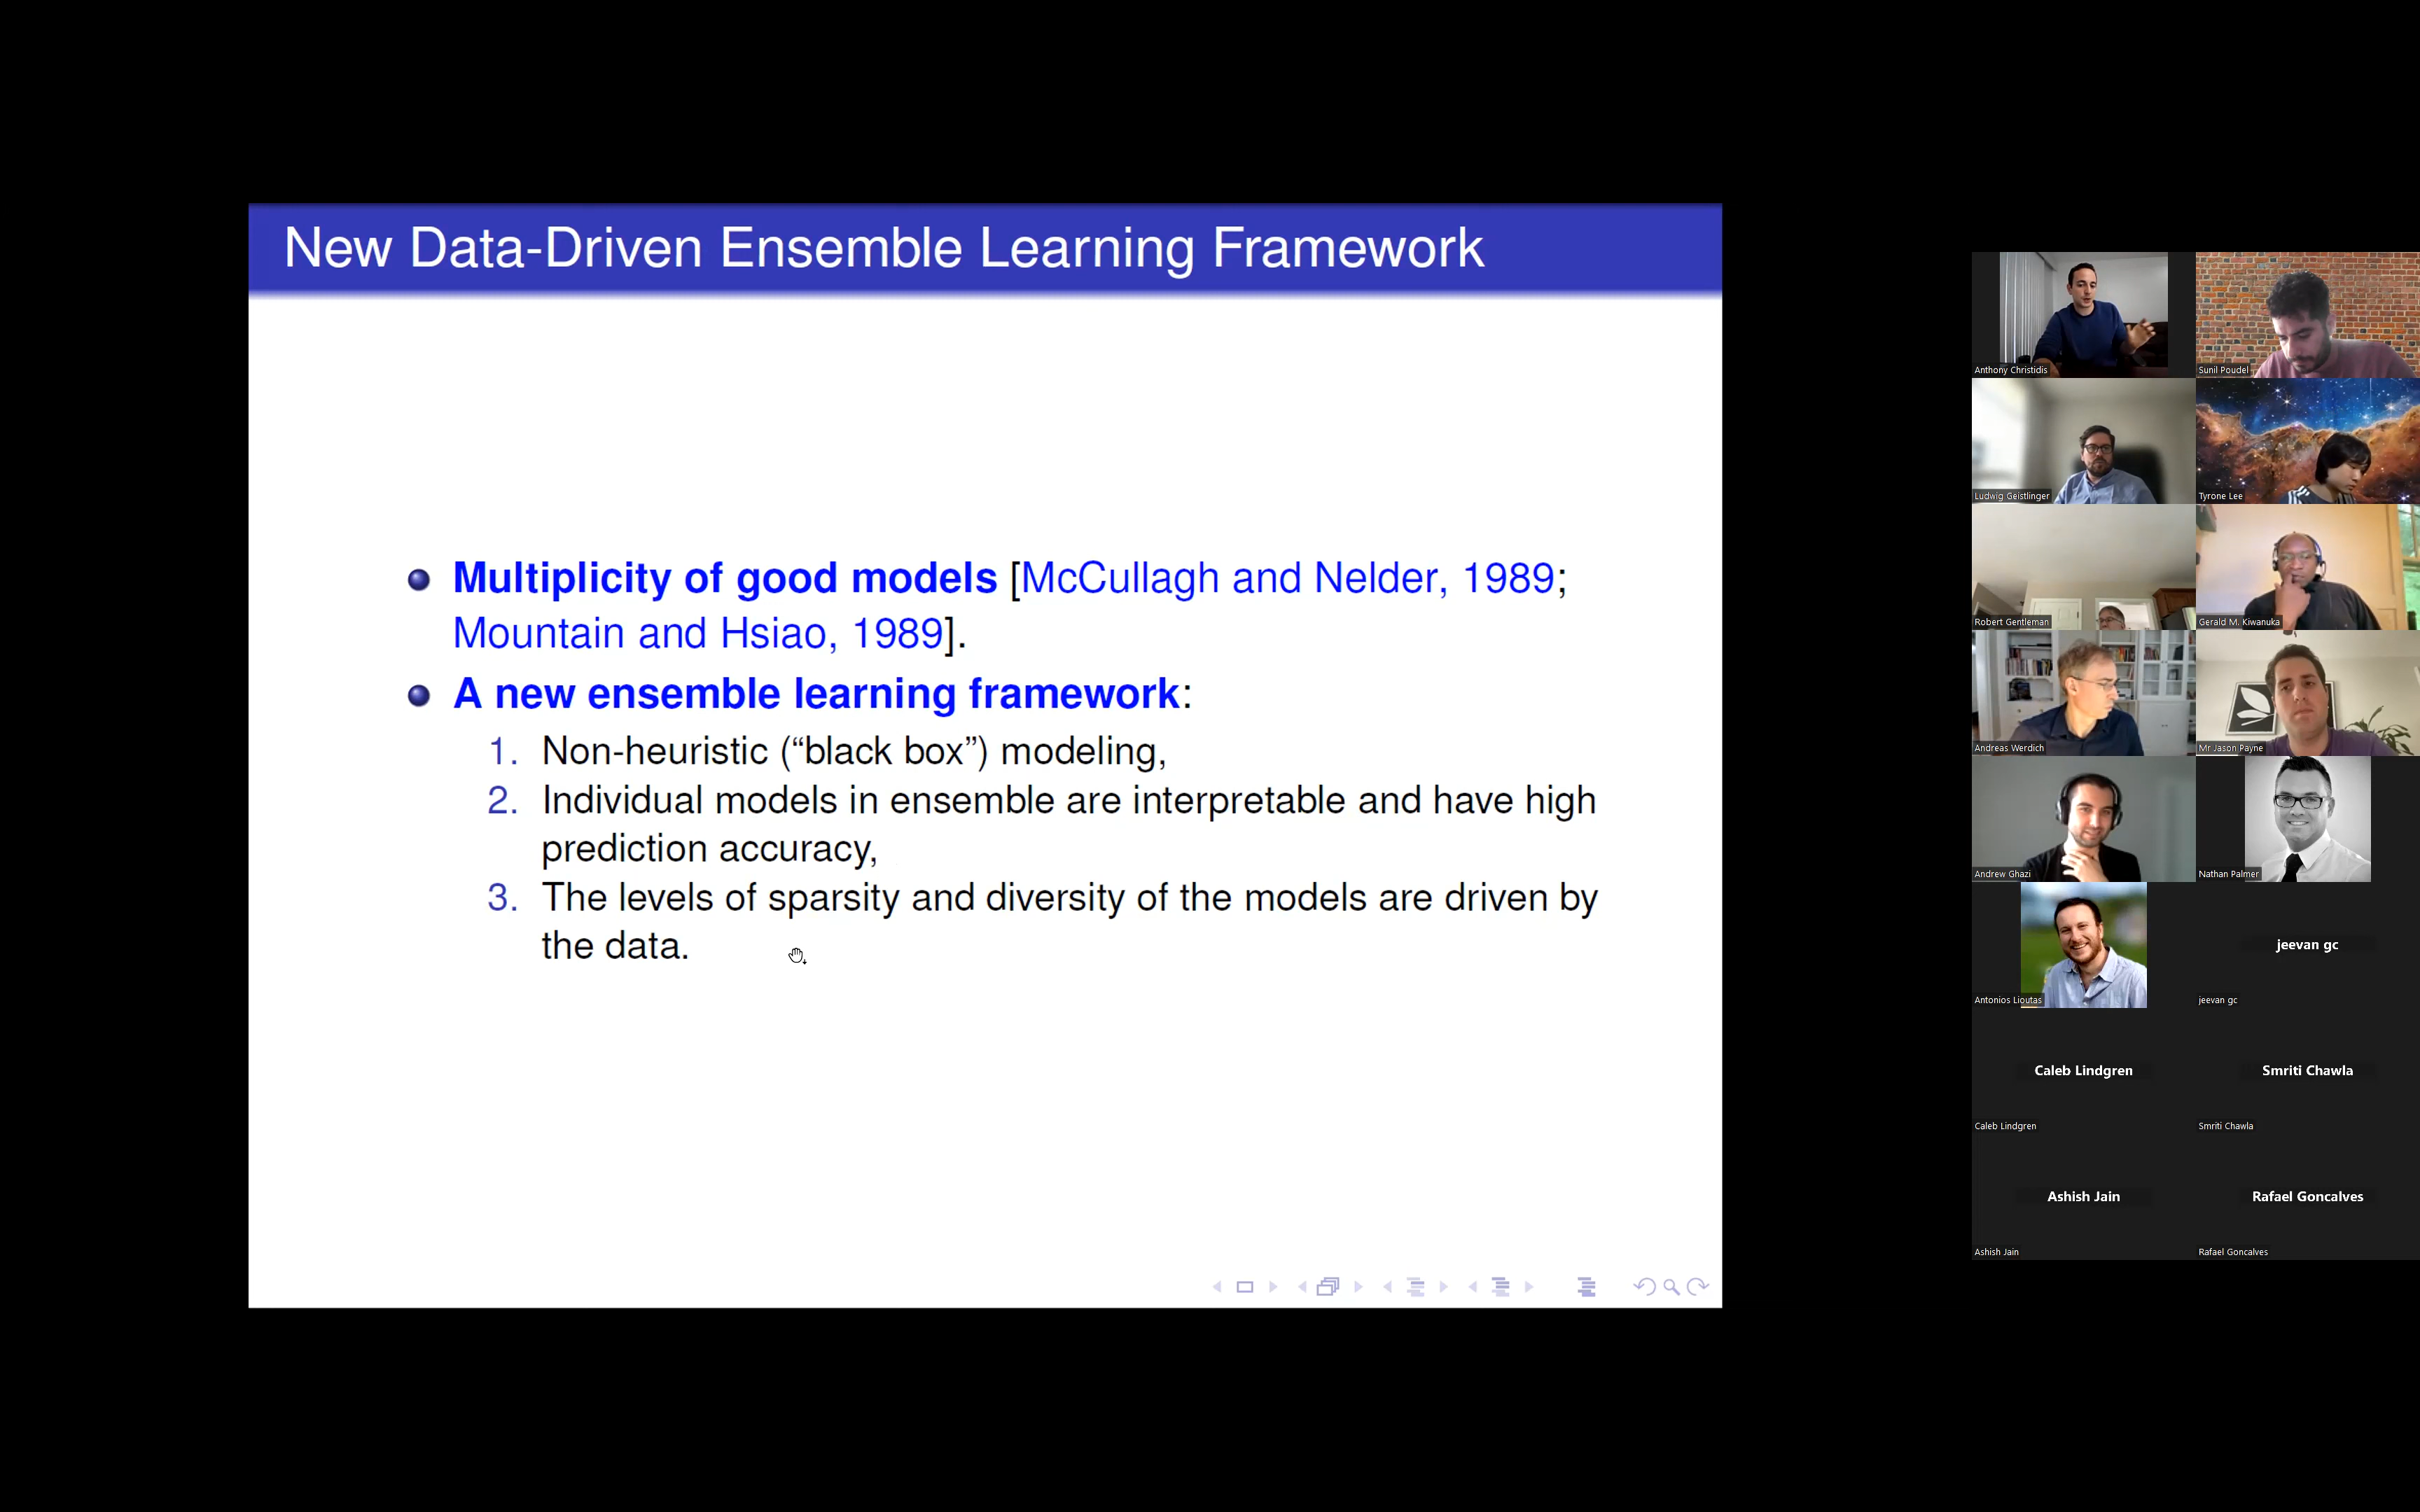 New Data-Driven Ensemble Learning Framework
Multiplicity of good models [McCullagh and Nelder, 1989;
Mountain and Hsiao, 1989].
A new ensemble learning framework:
1. Non-heuristic (“black box”) modeling,
2. Individual models in ensemble are interpretable and have high
prediction accuracy,
3. The levels of sparsity and diversity of the models are driven by
the data.
Anthony Christidis
Sunil Poudel
Ludwig Geistlinger
Tyrone Lee
Robert Gentleman
Gerald M. Kiwanuka
Andreas Werdich
Mr Jason Payne
Andrew Ghazi
Nathan Palmer
Antonios Lioutas
jeevan gc
jeevan gc
Caleb Lindgren
Smriti Chawla
Caleb Lindgren
Smriti Chawla
Ashish Jain
Rafael Goncalves
Ashish Jain
Rafael Goncalves